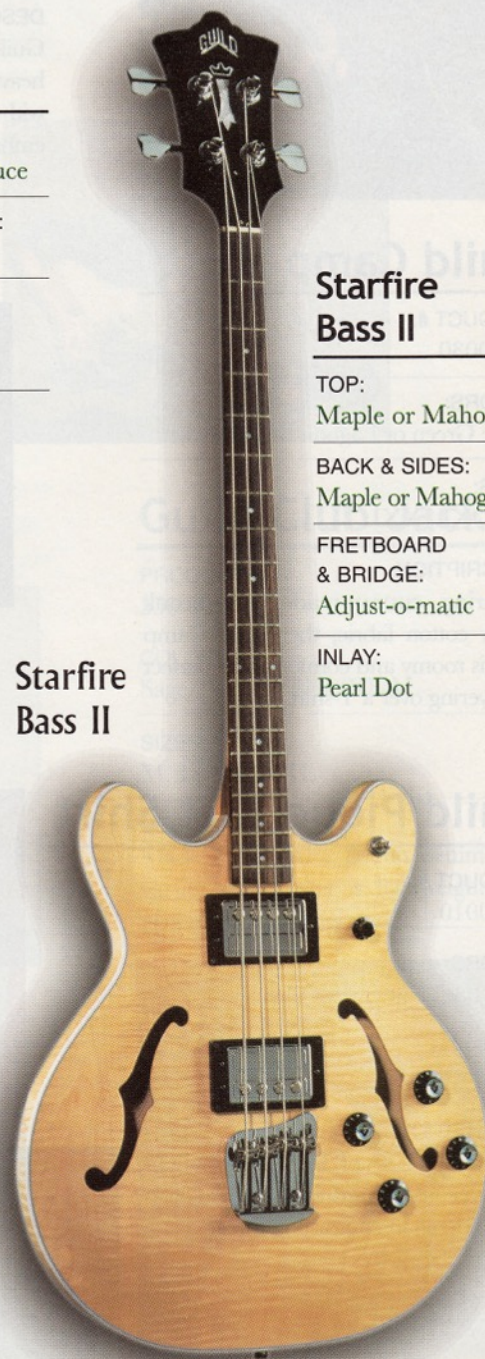 GUILD
uce
:
Starfire
Bass II
TOP:
Maple or Maho
BACK & SIDES:
Maple or Mahog
FRETBOARD
& BRIDGE:
Adjust-o-matic
INLAY:
Pearl Dot
Starfire
Bass II